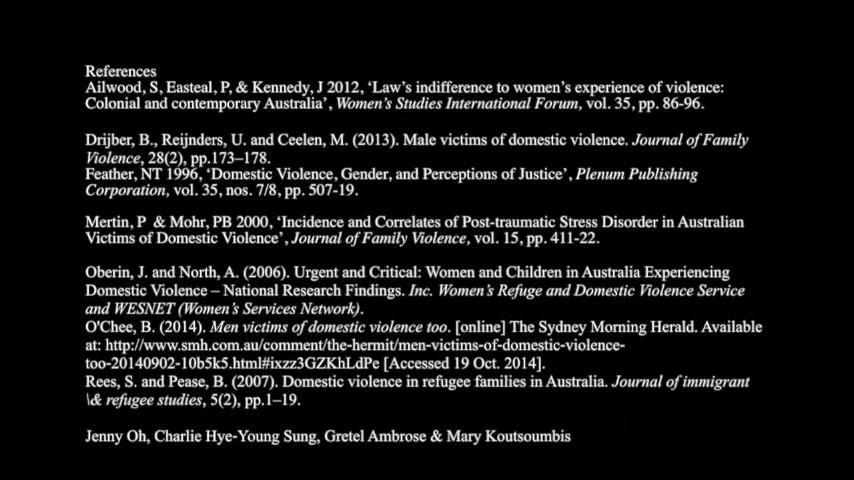 References
Ailwood, S, Easteal, P, & Kennedy, J 2012, ‘Law’s indifference to women’s experience of violence:
Colonial and contemporary Australia’, Women’s Studies International Forum, vol. 35, pp. 86-96.
Drijber, B., Reijnders, U. and Ceelen, M. (2013). Male victims of domestic violence. Journal of Family
Violence, 28(2), pp.173–178.
Feather, NT 1996, ‘Domestic Violence, Gender, and Perceptions of Justice’, Plenum Publishing
Corporation, vol. 35, nos. 7/8, pp. 507-19.
Mertin, P & Mohr, PB 2000, ‘Incidence and Correlates of Post-traumatic Stress Disorder in Australian
Victims of Domestic Violence’, Journal of Family Violence, vol. 15, pp. 411-22.
Oberin, J. and North, A. (2006). Urgent and Critical: Women and Children in Australia Experiencing
Domestic Violence – National Research Findings. Inc. Women’s Refuge and Domestic Violence Service
and WESNET (Women’s Services Network).
O'Chee, B. (2014). Men victims of domestic violence too. [online] The Sydney Morning Herald. Available
at: http://www.smh.com.au/comment/the-hermit/men-victims-of-domestic-violence-
too-20140902-10b5k5.html#ixzz3GZKhLdPe [Accessed 19 Oct. 2014].
Rees, S. and Pease, B. (2007). Domestic violence in refugee families in Australia. Journal of immigrant
\& refugee studies, 5(2), pp.1–19.
Jenny Oh, Charlie Hye-Young Sung, Gretel Ambrose & Mary Koutsoumbis